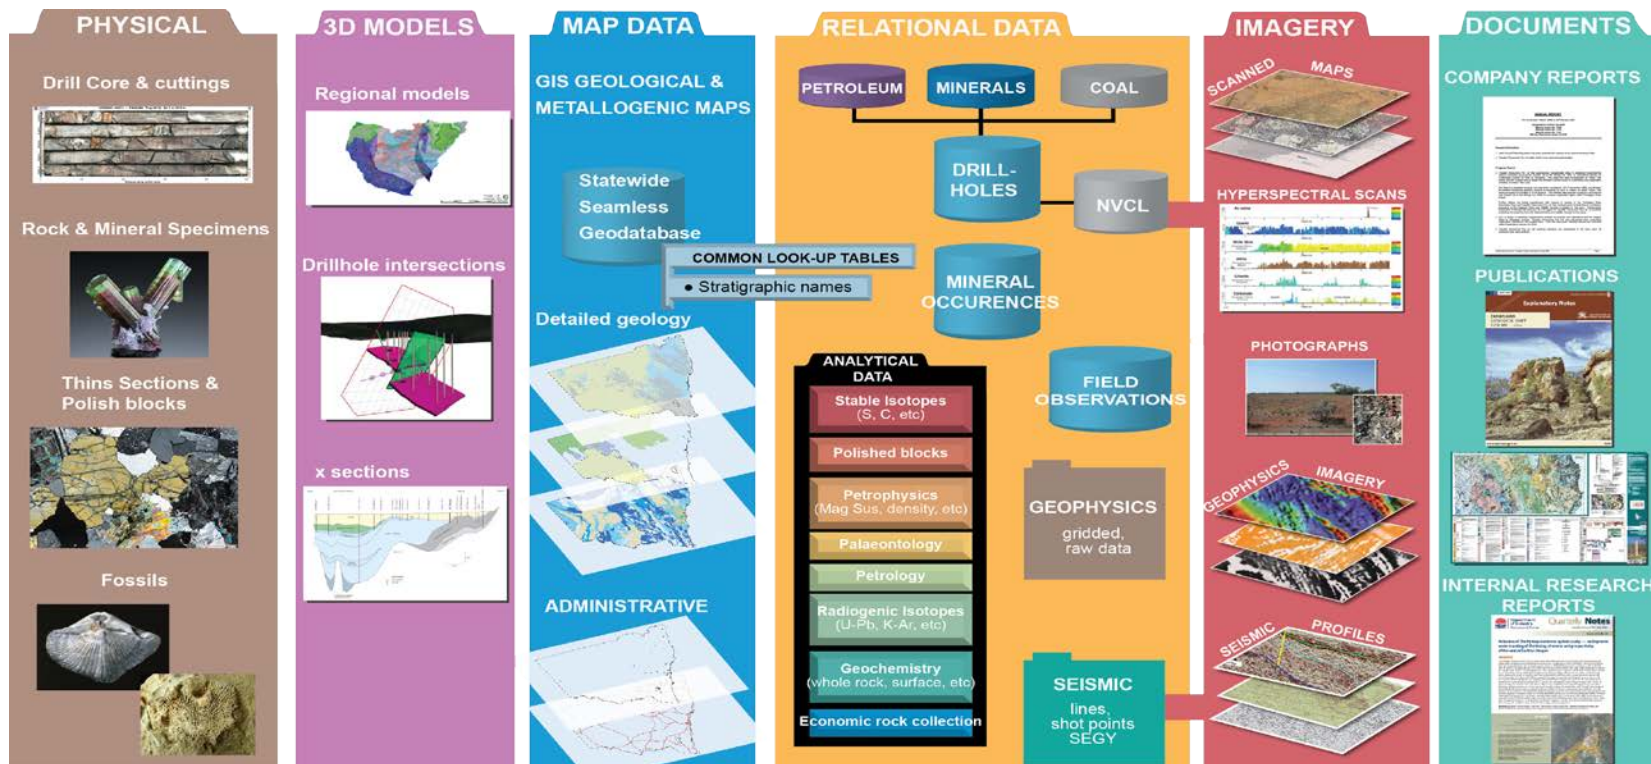 PHYSICAL
Drill Core & cuttings
Rock & Mineral Specimens
Thins Sections &
Polish blocks
Fossils
3D MODELS
Regional models
Drillhole intersections
x sections
MAP DATA
GIS GEOLOGICAL &
METALLOGENIC MAPS
Statewide
Seamless
Geodatabase
COMMON LOOK-UP TABLES
● Stratigraphic names
Detailed geology
ADMINISTRATIVE
RELATIONAL DATA
PETROLEUM
MINERALS
COAL
DRILL-
HOLES
NVCL
MINERAL
OCCURENCES
FIELD
OBSERVATIONS
ANALYTICAL
DATA
Stable Isotopes
(S, C, etc)
Polished blocks
Petrophysics
(Mag Sus, density, etc)
Palaeontology
Petrology
Radiogenic Isotopes
(U-Pb, K-Ar, etc)
Geochemistry
(whole rock, surface, etc)
Economic rock collection
GEOPHYSICS
gridded,
raw data
SEISMIC
lines,
shot points
SEGY
IMAGERY
SCANNED MAPS
HYPERSPECTRAL SCANS
PHOTOGRAPHS
GEOPHYSICS IMAGERY
SEISMIC PROFILES
DOCUMENTS
COMPANY REPORTS
PUBLICATIONS
Explanatory Notes
INTERNAL RESEARCH
REPORTS
Quarterly Notes